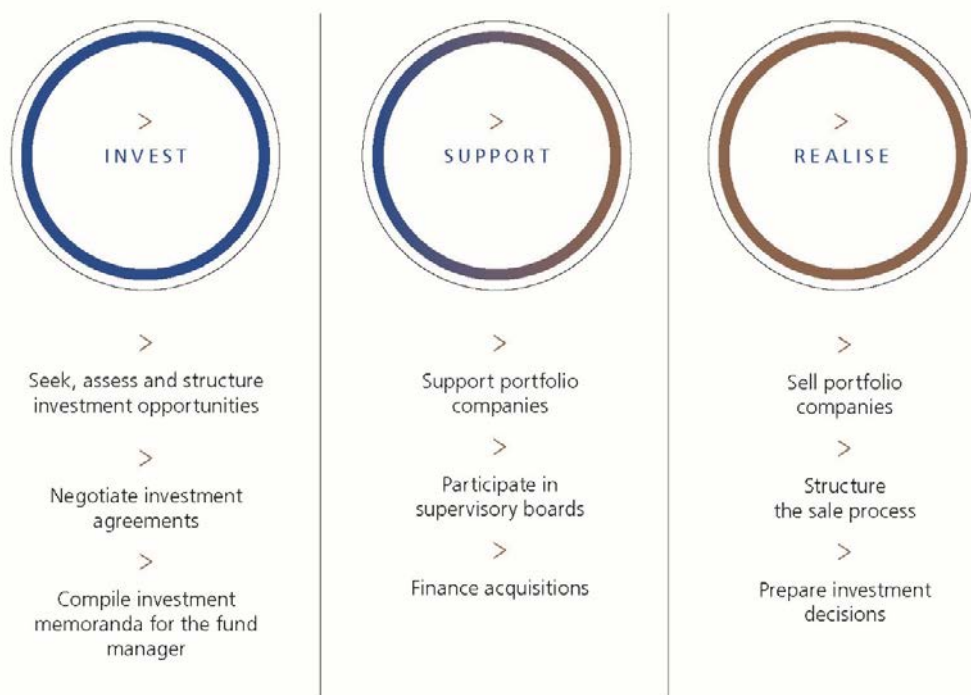 >
INVEST
>
Seek, assess and structure
investment opportunities
>
Negotiate investment
agreements
>
Compile investment
memoranda for the fund
manager
>
SUPPORT
>
Support portfolio
companies
>
Participate in
supervisory boards
>
Finance acquisitions
>
REALISE
>
Sell portfolio
companies
>
Structure
the sale process
>
Prepare investment
decisions